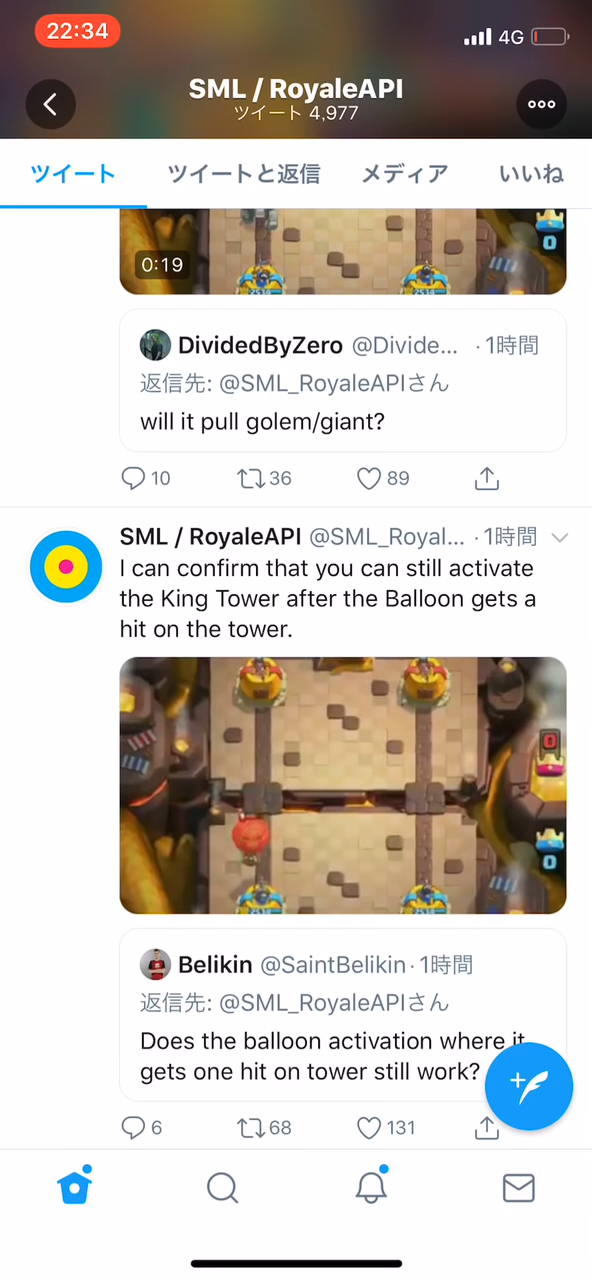 22:34
4G
SML / RoyaleAPI
ツイート 4,977
ツイート ツイートと返信 メディア いいね
0
0:19
DividedByZero @Divide... · 1時間
返信先: @SML_RoyaleAPIさん
will it pull golem/giant?
10 36 89
SML / RoyaleAPI @SML_Royal... · 1時間
I can confirm that you can still activate
the King Tower after the Balloon gets a
hit on the tower.
0
0
Belikin @SaintBelikin · 1時間
返信先: @SML_RoyaleAPIさん
Does the balloon activation where it
gets one hit on tower still work?
6 68 131